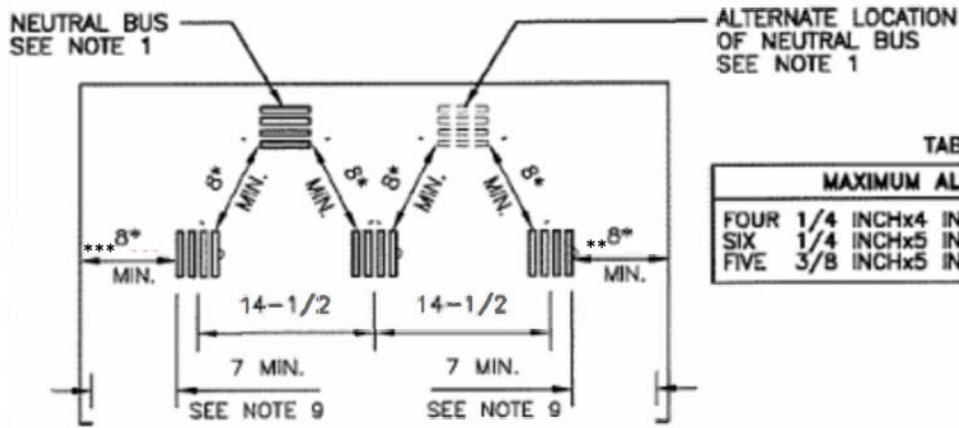 NEUTRAL BUS
SEE NOTE 1
ALTERNATE LOCATION
OF NEUTRAL BUS
SEE NOTE 1
8*
MIN.
8*
MIN.
8*
MIN.
8*
MIN.
***8*
MIN.
**8*
MIN.
14-1/2
14-1/2
7 MIN.
SEE NOTE 9
7 MIN.
SEE NOTE 9
TAB
MAXIMUM AL
FOUR 1/4 INCHx4 IN
SIX 1/4 INCHx5 IN
FIVE 3/8 INCHx5 IN